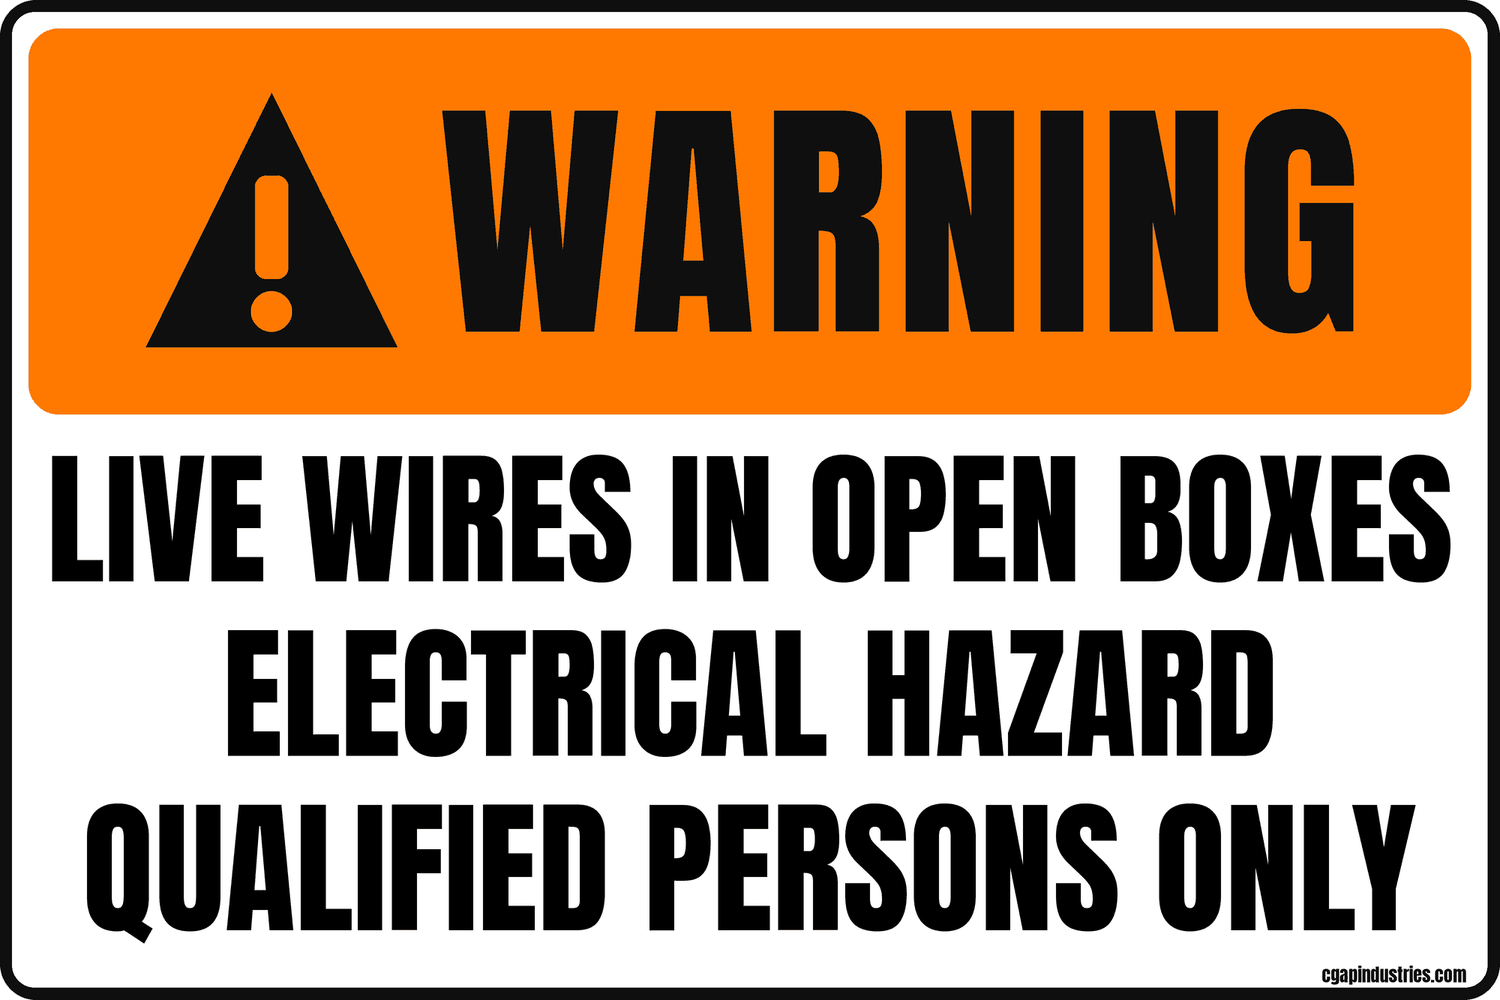 WARNING
LIVE WIRES IN OPEN BOXES
ELECTRICAL HAZARD
QUALIFIED PERSONS ONLY
cgapindustries.com